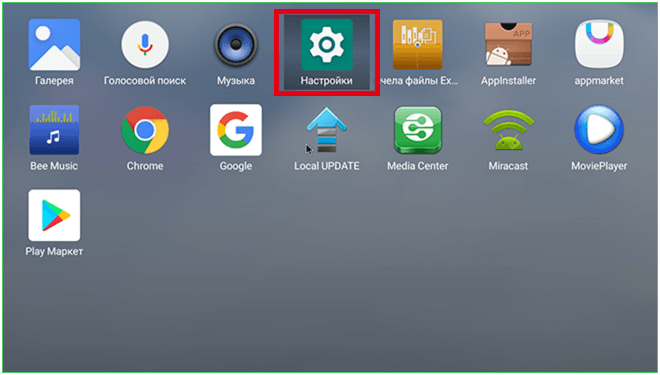 Галерея
Голосовой поиск
Музыка
Настройки
чела файлы Ex...
APP
AppInstaller
appmarket
Bee Music
Chrome
Google
Local UPDATE
Media Center
Miracast
MoviePlayer
Play Маркет